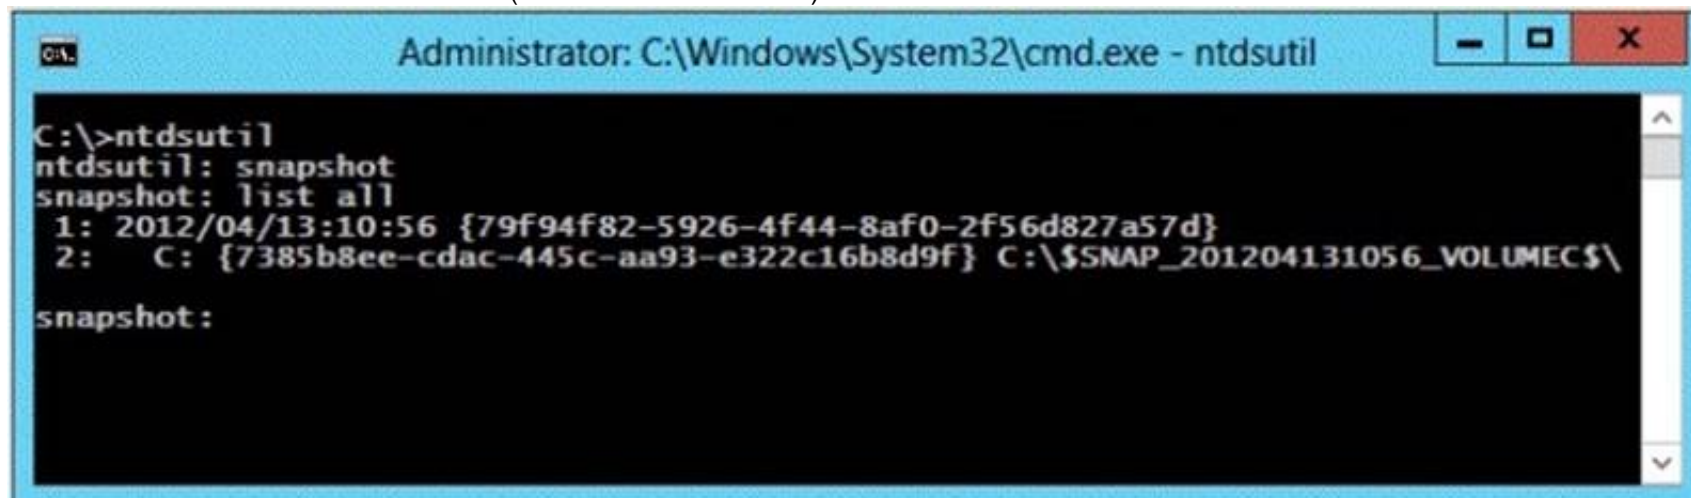 Administrator: C:\Windows\System32\cmd.exe - ntdsutil
C:\>ntdsutil
ntdsutil: snapshot
snapshot: list all
1: 2012/04/13:10:56 {79f94f82-5926-4f44-8af0-2f56d827a57d}
2: C: {7385b8ee-cdac-445c-aa93-e322c16b8d9f} C:\$SNAP_201204131056_VOLUMEC$\
snapshot: